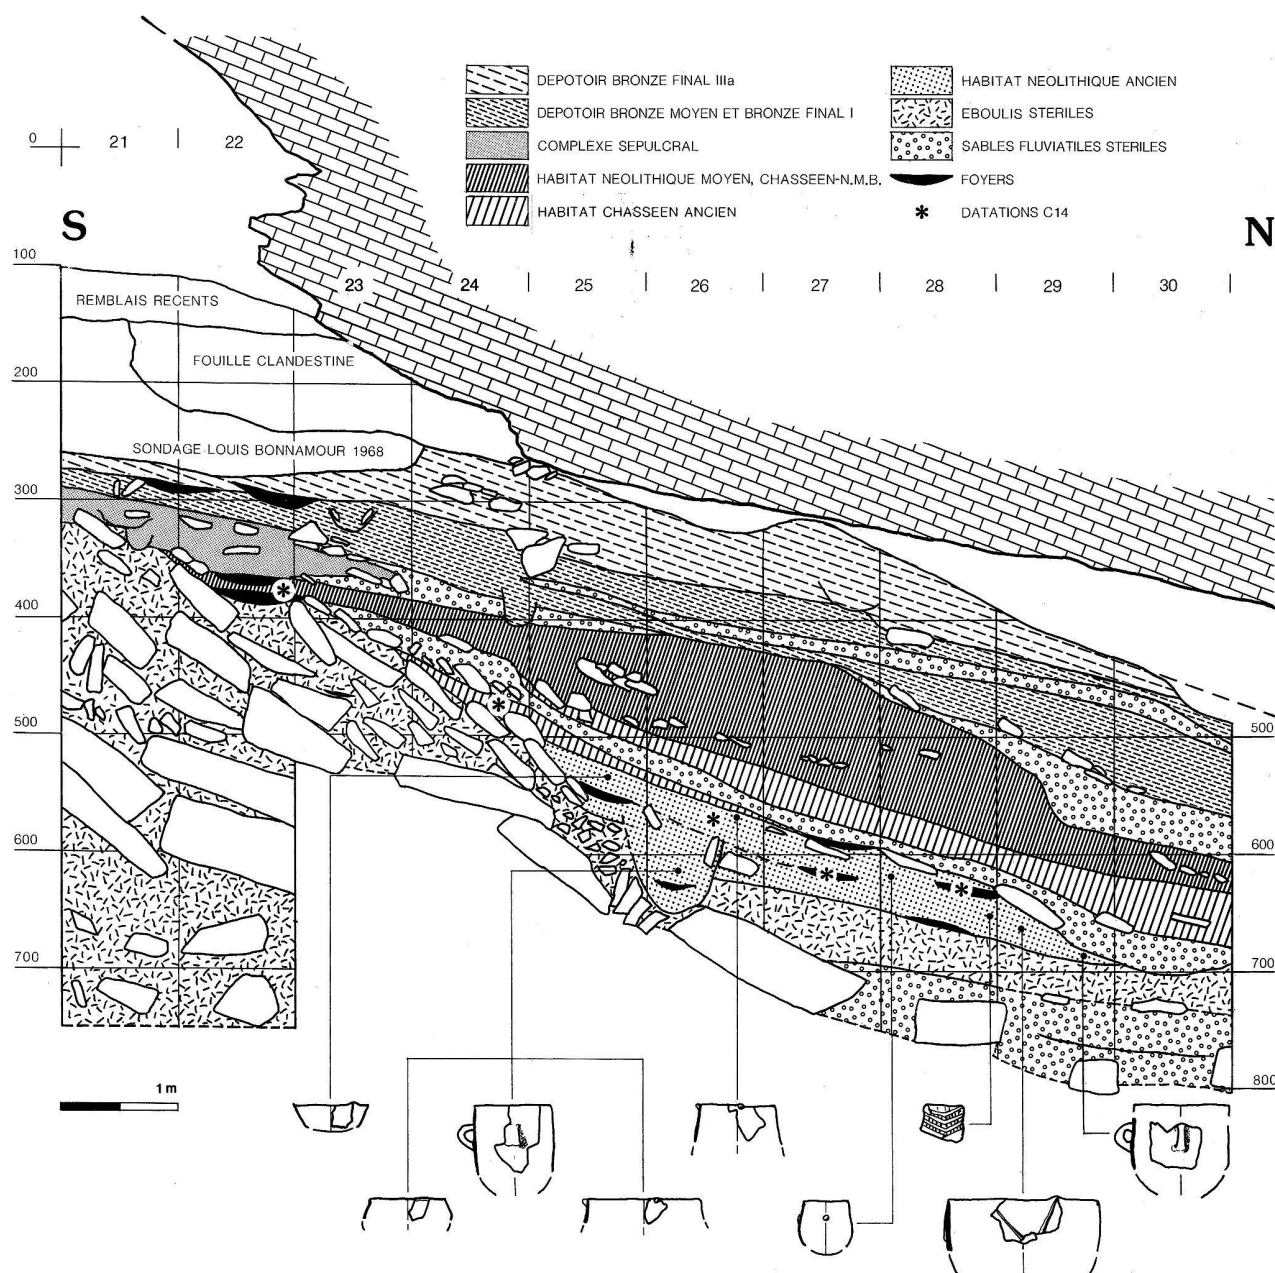 DEPOTOIR BRONZE FINAL IIIa
DEPOTOIR BRONZE MOYEN ET BRONZE FINAL I
COMPLEXE SEPULCRAL
HABITAT NEOLITHIQUE MOYEN, CHASSEEN-N.M.B.
HABITAT CHASSEEN ANCIEN
HABITAT NEOLITHIQUE ANCIEN
EBOULIS STERILES
SABLES FLUVIATILES STERILES
FOYERS
* DATATIONS C14
0 21 22
S N
100
23 24 25 26 27 28 29 30
REMBLAIS RECENTS
FOUILLE CLANDESTINE
200
SONDAGE LOUIS BONNAMOUR 1968
300
*
400
*
500 500
*
* *
600 600
700 700
800
1 m